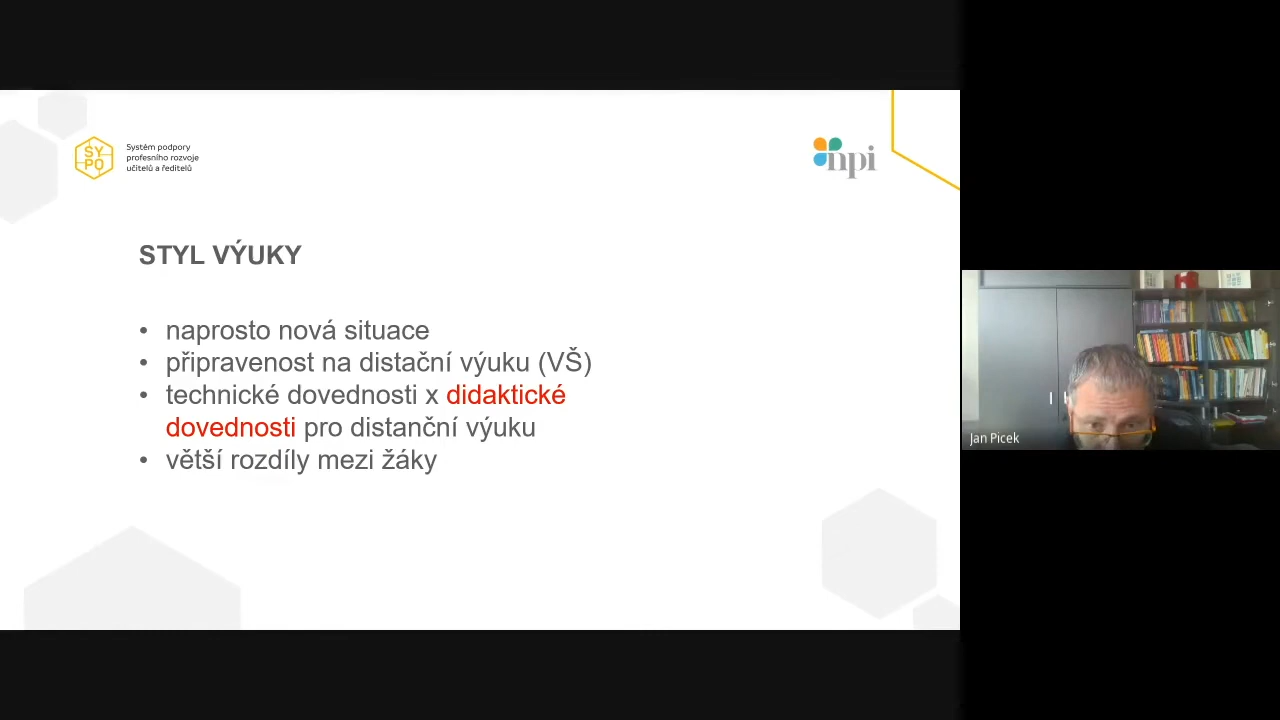 SY
PO
Systém podpory
profesního rozvoje
učitelů a ředitelů
npi
STYL VÝUKY
• naprosto nová situace
• připravenost na distační výuku (VŠ)
• technické dovednosti x didaktické
dovednosti pro distanční výuku
• větší rozdíly mezi žáky
Jan Picek